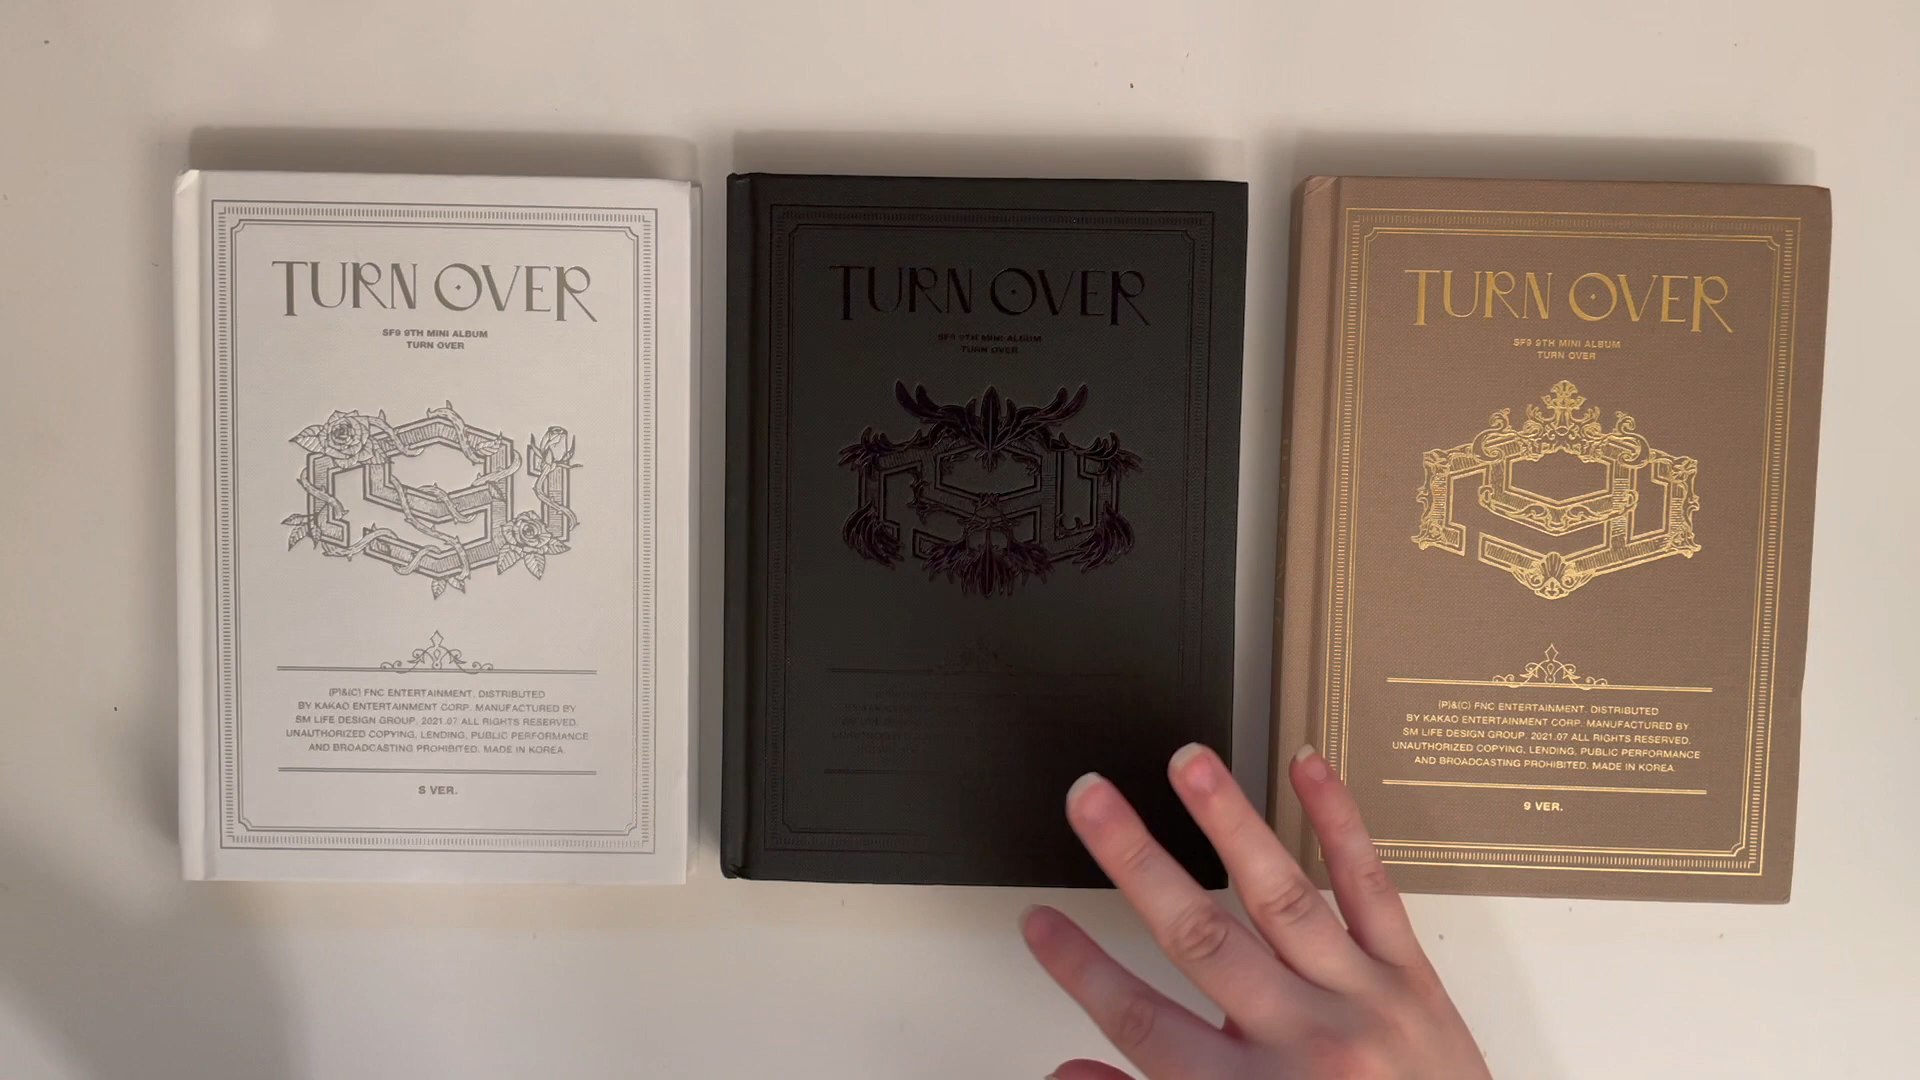 TURN OVER
SF9 9TH MINI ALBUM
TURN OVER
(P)&(C) FNC ENTERTAINMENT. DISTRIBUTED
BY KAKAO ENTERTAINMENT CORP. MANUFACTURED BY
SM LIFE DESIGN GROUP. 2021.07 ALL RIGHTS RESERVED.
UNAUTHORIZED COPYING, LENDING, PUBLIC PERFORMANCE
AND BROADCASTING PROHIBITED. MADE IN KOREA.
S VER.
TURN OVER
SF9 9TH MINI ALBUM
TURN OVER
TURN OVER
SF9 9TH MINI ALBUM
TURN OVER
(P)&(C) FNC ENTERTAINMENT. DISTRIBUTED
BY KAKAO ENTERTAINMENT CORP. MANUFACTURED BY
SM LIFE DESIGN GROUP. 2021.07 ALL RIGHTS RESERVED.
UNAUTHORIZED COPYING, LENDING, PUBLIC PERFORMANCE
AND BROADCASTING PROHIBITED. MADE IN KOREA.
9 VER.